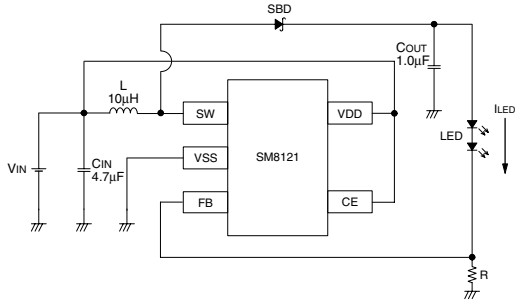 SBD
COUT
1.0µF
L
10µH
ILED
SW
VDD
LED
VSS
SM8121
VIN
CIN
4.7µF
FB
CE
R